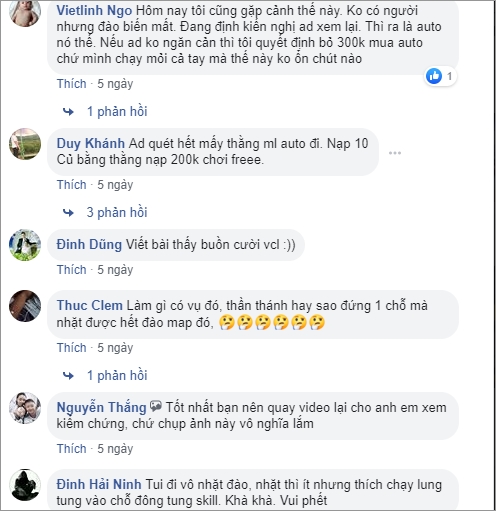 Vietlinh Ngo Hôm nay tôi cũng gặp cảnh thế này. Ko có người
nhưng đào biến mất. Đang định kiến nghị ad xem lại. Thì ra là auto
nó thế. Nếu ad ko ngăn cản thì tôi quyết định bỏ 300k mua auto
chứ mình chạy mỏi cả tay mà thế này ko ổn chút nào
1
Thích · 5 ngày
1 phản hồi
Duy Khánh Ad quét hết mấy thằng ml auto đi. Nạp 10
Củ bằng thằng nạp 200k chơi freee.
Thích · 5 ngày
3 phản hồi
Đinh Dũng Viết bài thấy buồn cười vcl :))
Thích · 5 ngày
Thuc Clem Làm gì có vụ đó, thần thánh hay sao đứng 1 chỗ mà
nhặt được hết đào map đó, 🤔🤔🤔🤔🤔🤔
Thích · 5 ngày
1 phản hồi
Nguyễn Thắng Tốt nhất bạn nên quay video lại cho anh em xem
kiểm chứng, chứ chụp ảnh này vô nghĩa lắm
Thích · 5 ngày
Đinh Hải Ninh Tui đi vô nhặt đào, nhặt thì ít nhưng thích chạy lung
tung vào chỗ đông tung skill. Khà khà. Vui phết